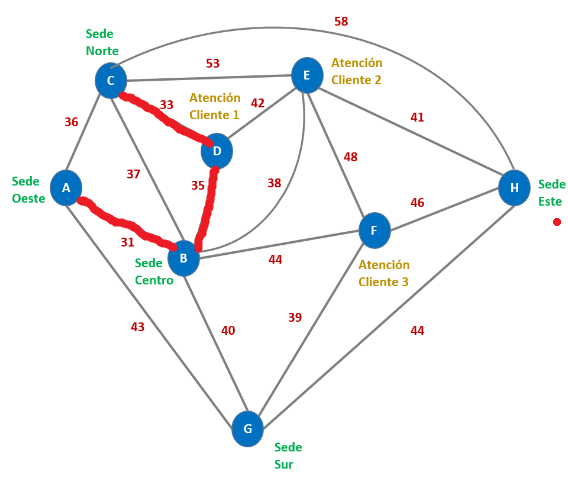 58
Sede
Norte
53
Atención
Cliente 2
C
E
33
Atención
Cliente 1
42
41
36
D
48
37
35
38
Sede
Oeste
A
H
Sede
Este
46
31
F
B
44
Sede
Centro
Atención
Cliente 3
43
40
39
44
G
Sede
Sur